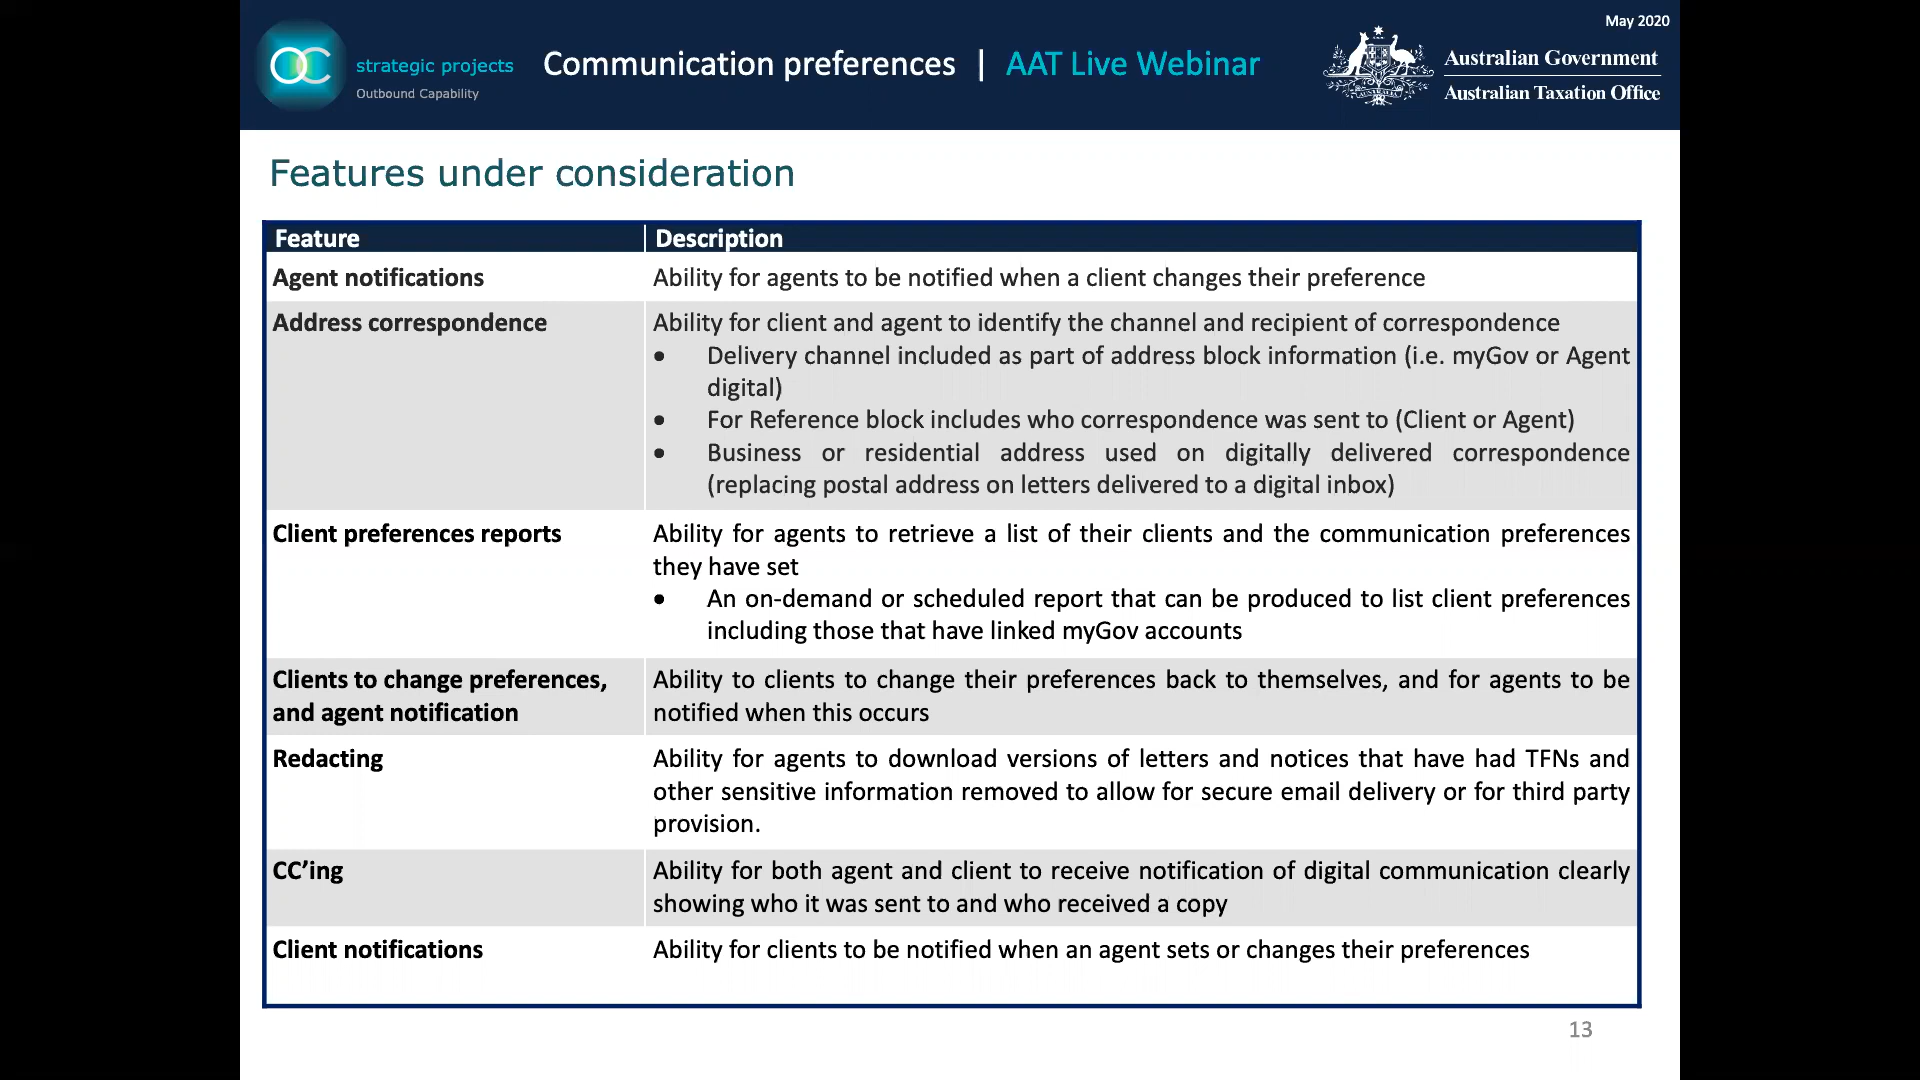 May 2020
OC strategic projects
Outbound Capability
Communication preferences | AAT Live Webinar
Australian Government
Australian Taxation Office
Features under consideration
Feature Description
Agent notifications Ability for agents to be notified when a client changes their preference
Address correspondence Ability for client and agent to identify the channel and recipient of correspondence
• Delivery channel included as part of address block information (i.e. myGov or Agent
digital)
• For Reference block includes who correspondence was sent to (Client or Agent)
• Business or residential address used on digitally delivered correspondence
(replacing postal address on letters delivered to a digital inbox)
Client preferences reports Ability for agents to retrieve a list of their clients and the communication preferences
they have set
• An on-demand or scheduled report that can be produced to list client preferences
including those that have linked myGov accounts
Clients to change preferences, Ability to clients to change their preferences back to themselves, and for agents to be
and agent notification notified when this occurs
Redacting Ability for agents to download versions of letters and notices that have had TFNs and
other sensitive information removed to allow for secure email delivery or for third party
provision.
CC’ing Ability for both agent and client to receive notification of digital communication clearly
showing who it was sent to and who received a copy
Client notifications Ability for clients to be notified when an agent sets or changes their preferences
13